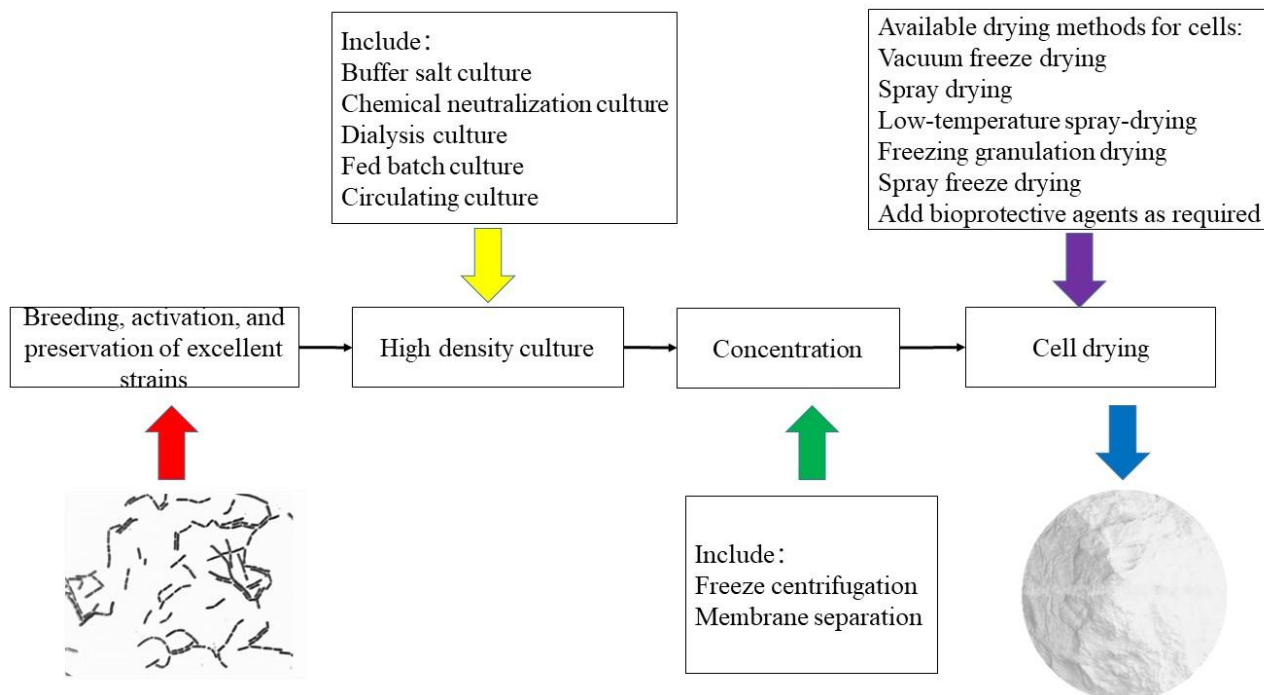 Include：
Buffer salt culture
Chemical neutralization culture
Dialysis culture
Fed batch culture
Circulating culture
Available drying methods for cells:
Vacuum freeze drying
Spray drying
Low-temperature spray-drying
Freezing granulation drying
Spray freeze drying
Add bioprotective agents as required
Breeding, activation, and
preservation of excellent
strains
High density culture
Concentration
Cell drying
Include：
Freeze centrifugation
Membrane separation